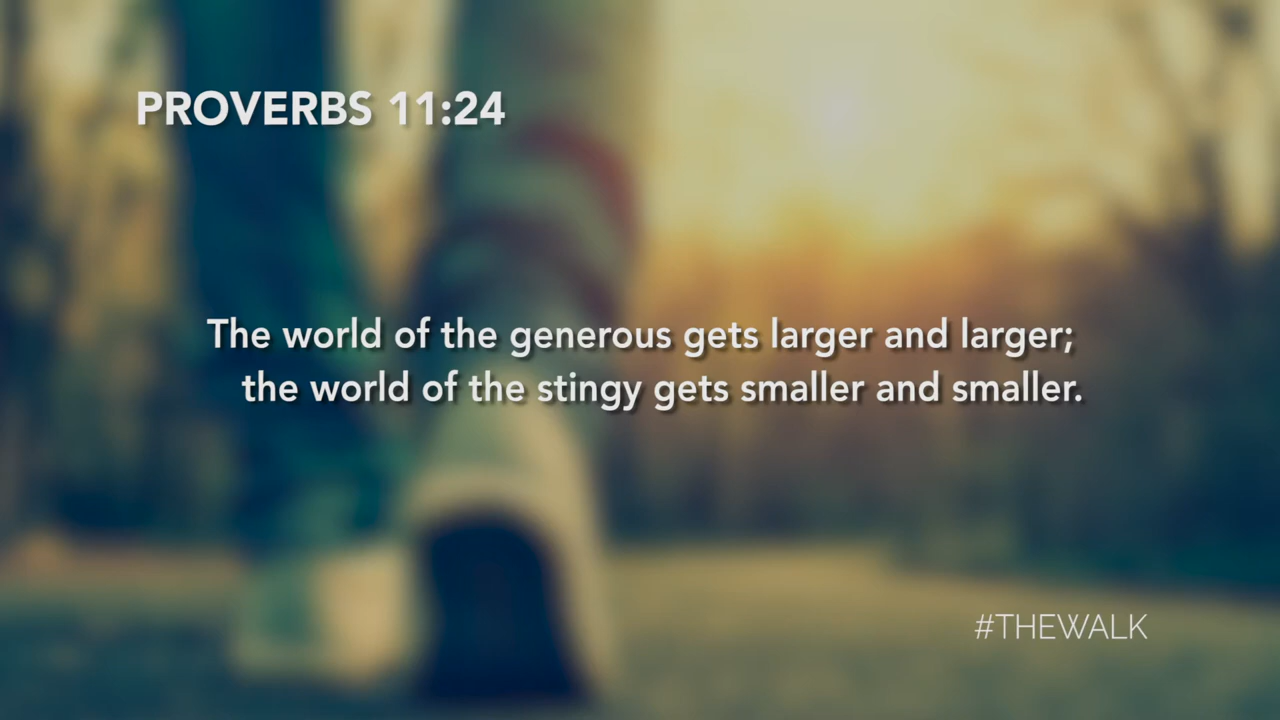 PROVERBS 11:24
The world of the generous gets larger and larger;
the world of the stingy gets smaller and smaller.
#THEWALK